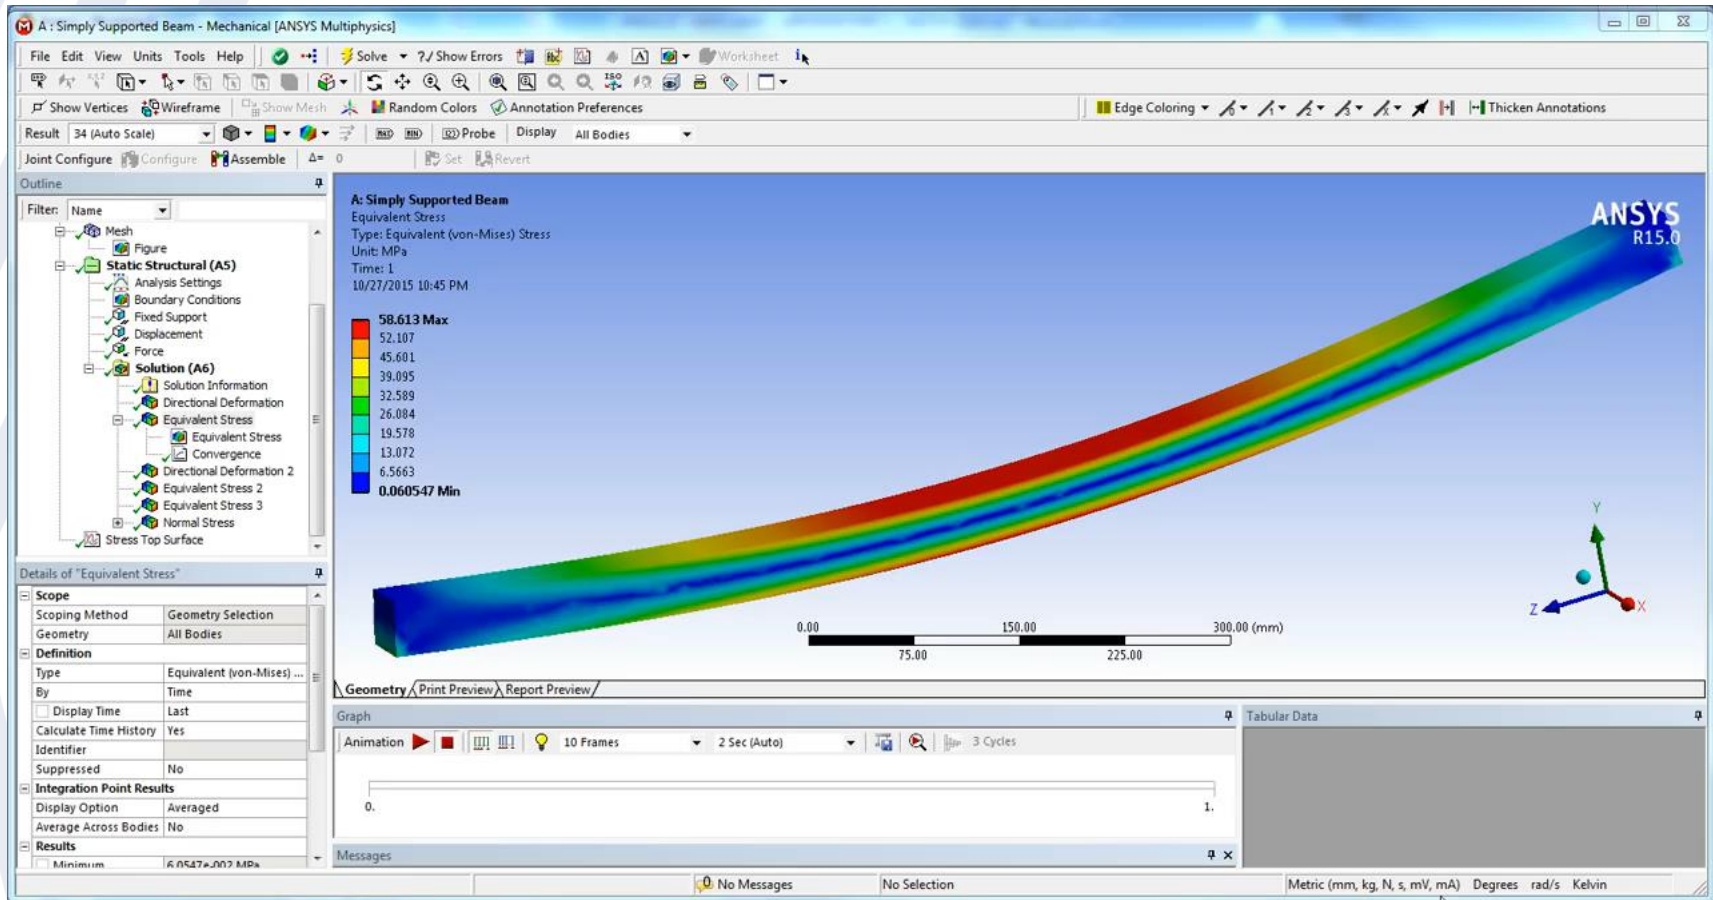 A : Simply Supported Beam - Mechanical [ANSYS Multiphysics]
File Edit View Units Tools Help Solve ?/ Show Errors Worksheet
Show Vertices Wireframe Show Mesh Random Colors Annotation Preferences Edge Coloring Thicken Annotations
Result 34 (Auto Scale) MAX MIN Probe Display All Bodies
Joint Configure Configure Assemble Δ= 0 Set Revert
Outline
Filter: Name
Mesh
Figure
Static Structural (A5)
Analysis Settings
Boundary Conditions
Fixed Support
Displacement
Force
Solution (A6)
Solution Information
Directional Deformation
Equivalent Stress
Equivalent Stress
Convergence
Directional Deformation 2
Equivalent Stress 2
Equivalent Stress 3
Normal Stress
Stress Top Surface
Details of "Equivalent Stress"
Scope
Scoping Method Geometry Selection
Geometry All Bodies
Definition
Type Equivalent (von-Mises) ...
By Time
Display Time Last
Calculate Time History Yes
Identifier
Suppressed No
Integration Point Results
Display Option Averaged
Average Across Bodies No
Results
Minimum 6.0547e-002 MPa
A: Simply Supported Beam
Equivalent Stress
Type: Equivalent (von-Mises) Stress
Unit: MPa
Time: 1
10/27/2015 10:45 PM
58.613 Max
52.107
45.601
39.095
32.589
26.084
19.578
13.072
6.5663
0.060547 Min
ANSYS
R15.0
Y
Z X
0.00 150.00 300.00 (mm)
75.00 225.00
Geometry Print Preview Report Preview
Graph
Animation 10 Frames 2 Sec (Auto) 3 Cycles
0. 1.
Messages
Tabular Data
0 No Messages No Selection Metric (mm, kg, N, s, mV, mA) Degrees rad/s Kelvin